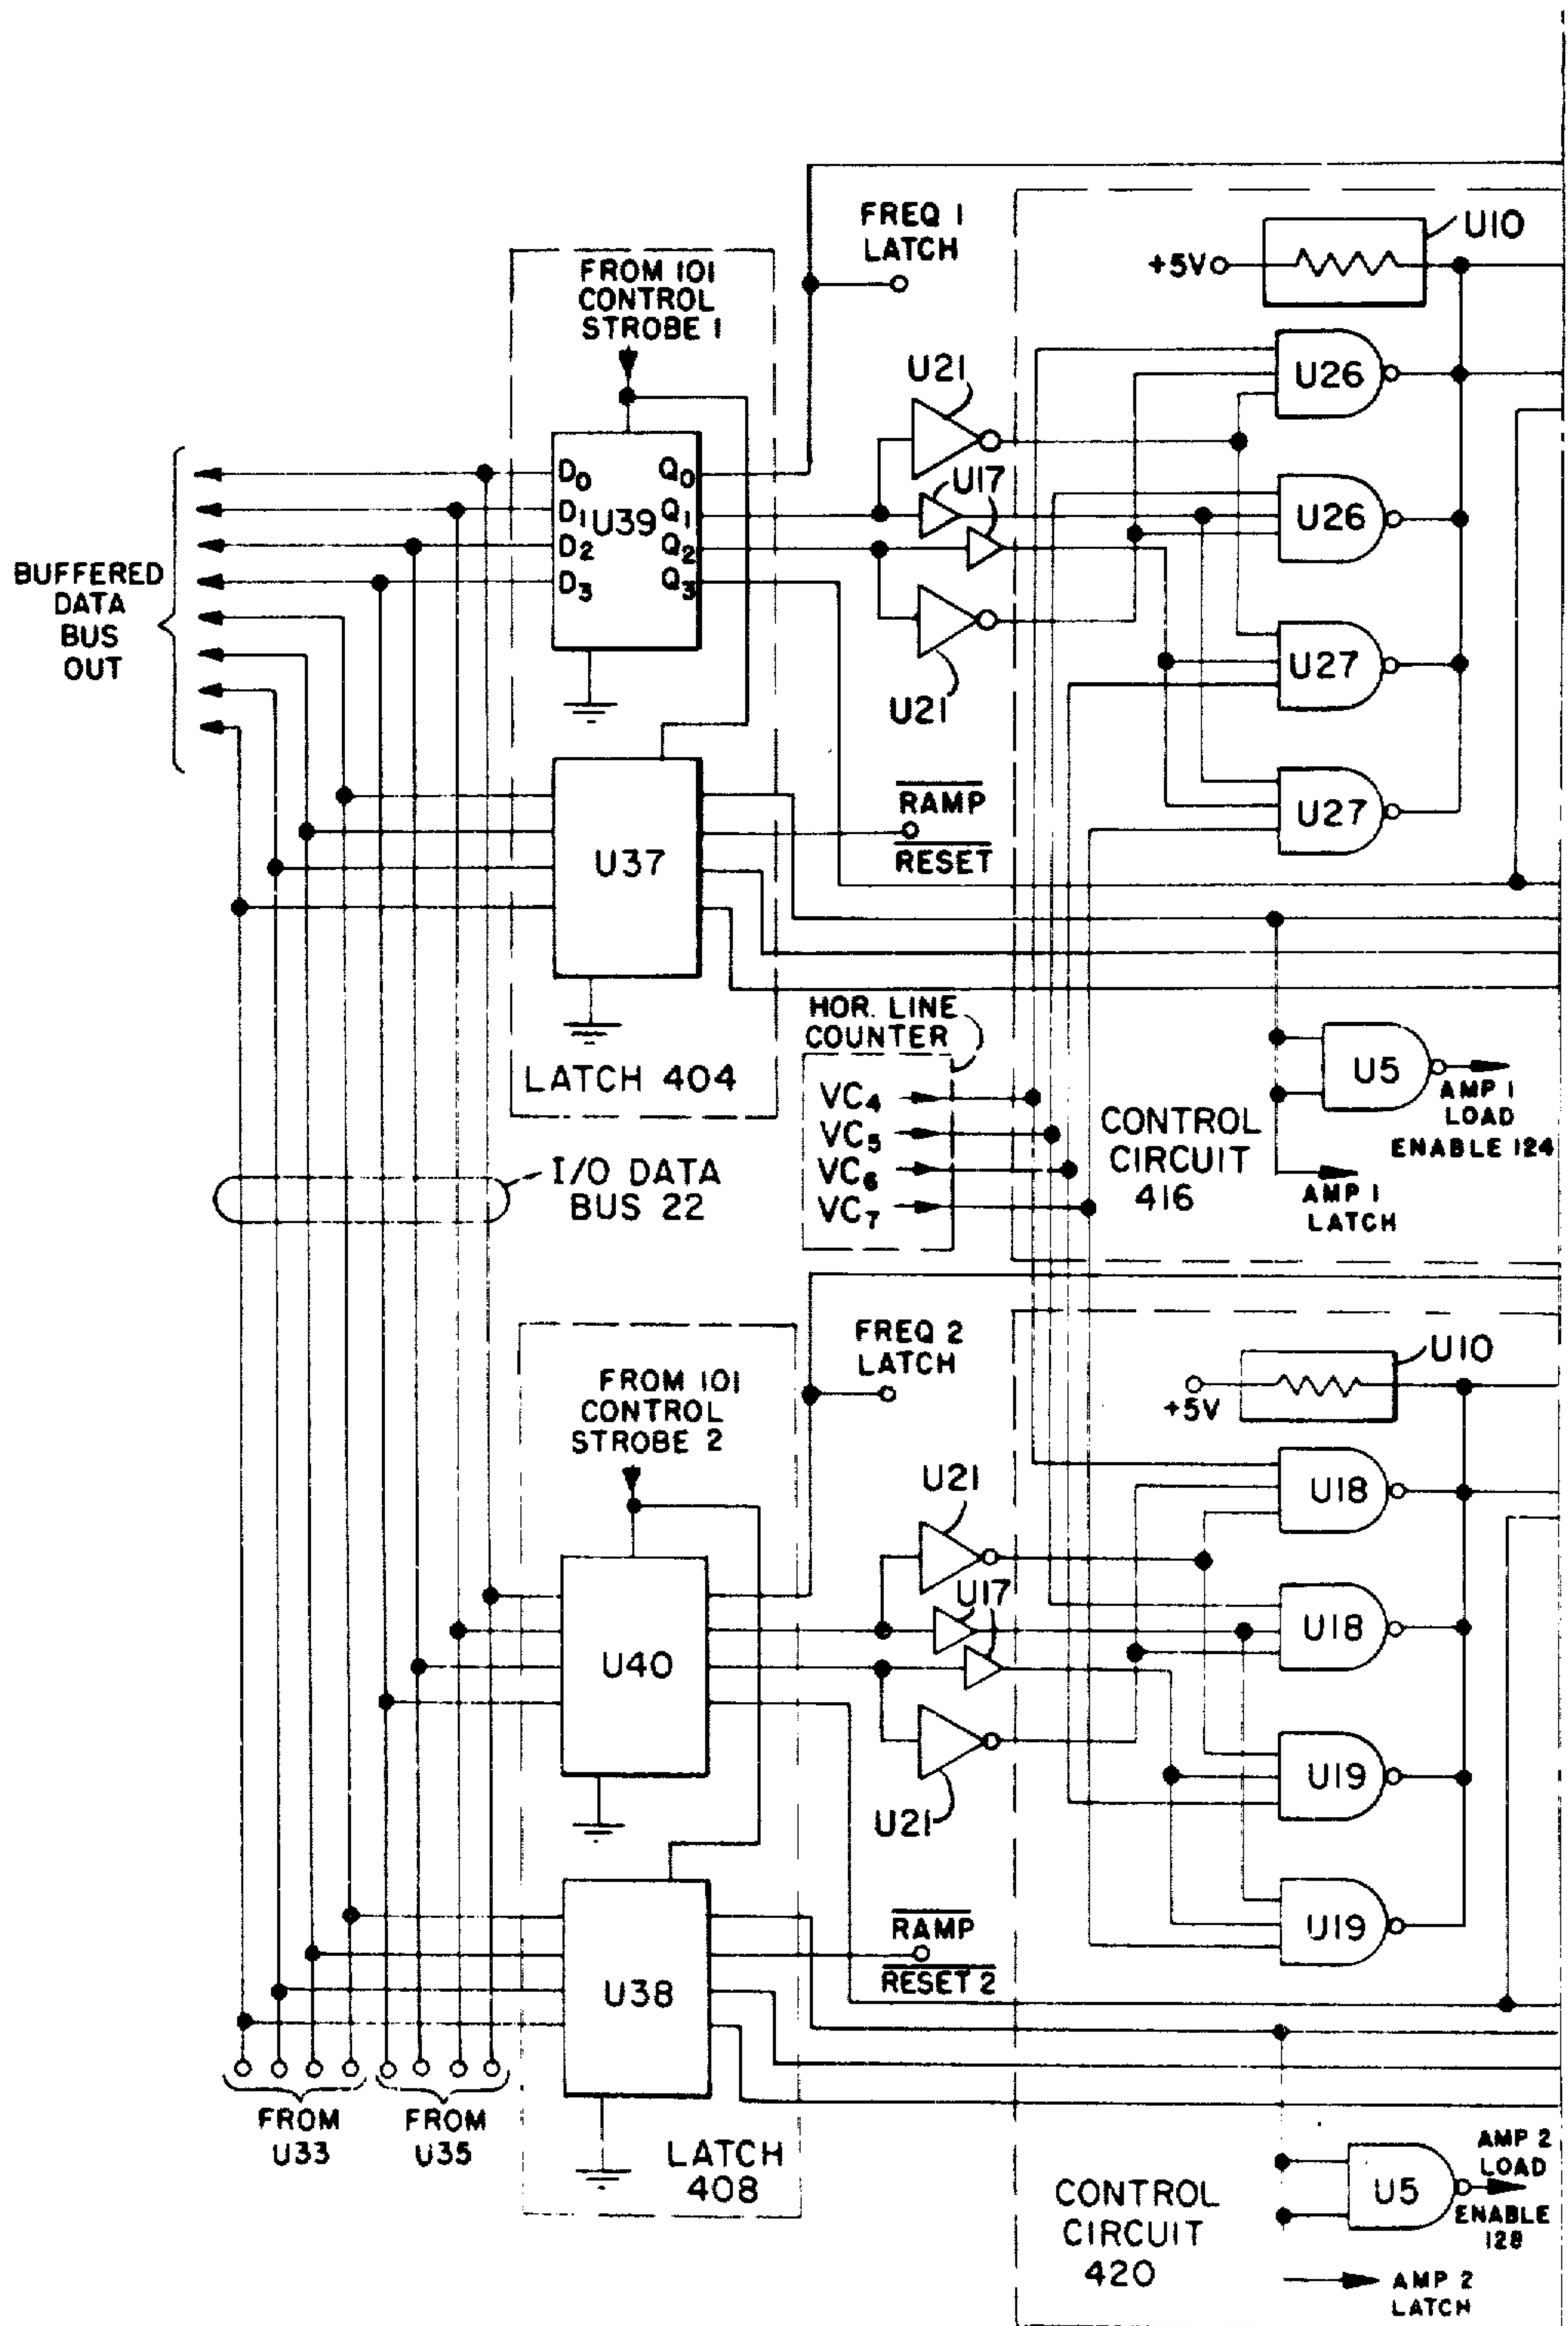 FREQ 1
LATCH
U10
+5V
FROM 101
CONTROL
STROBE 1
U21
U26
D0 Q0
D1 U39 Q1
D2 Q2
D3 Q3
U17
U26
BUFFERED
DATA
BUS
OUT
U21
U27
U37
RAMP
RESET
U27
LATCH 404
HOR. LINE
COUNTER
VC4
VC5
VC6
VC7
CONTROL
CIRCUIT
416
U5
AMP 1
LOAD
ENABLE 124
AMP 1
LATCH
I/O DATA
BUS 22
FREQ 2
LATCH
U10
+5V
FROM 101
CONTROL
STROBE 2
U21
U18
U17
U18
U40
U21
U19
U38
RAMP
RESET 2
U19
FROM
U33
FROM
U35
LATCH
408
CONTROL
CIRCUIT
420
U5
AMP 2
LOAD
ENABLE
128
AMP 2
LATCH